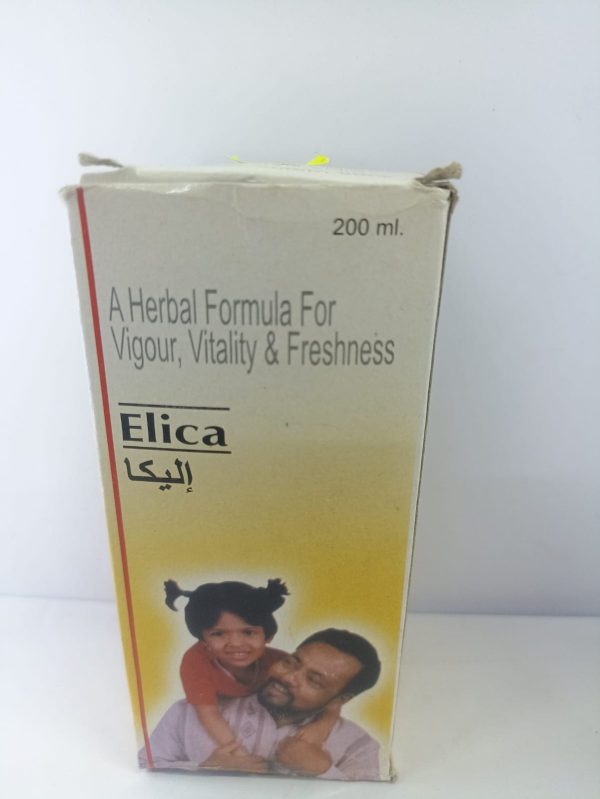 200 ml.
A Herbal Formula For
Vigour, Vitality & Freshness
Elica
إليكا